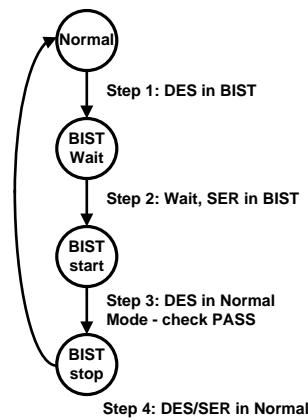 Normal
Step 1: DES in BIST
BIST
Wait
Step 2: Wait, SER in BIST
BIST
start
Step 3: DES in Normal
Mode - check PASS
BIST
stop
Step 4: DES/SER in Normal